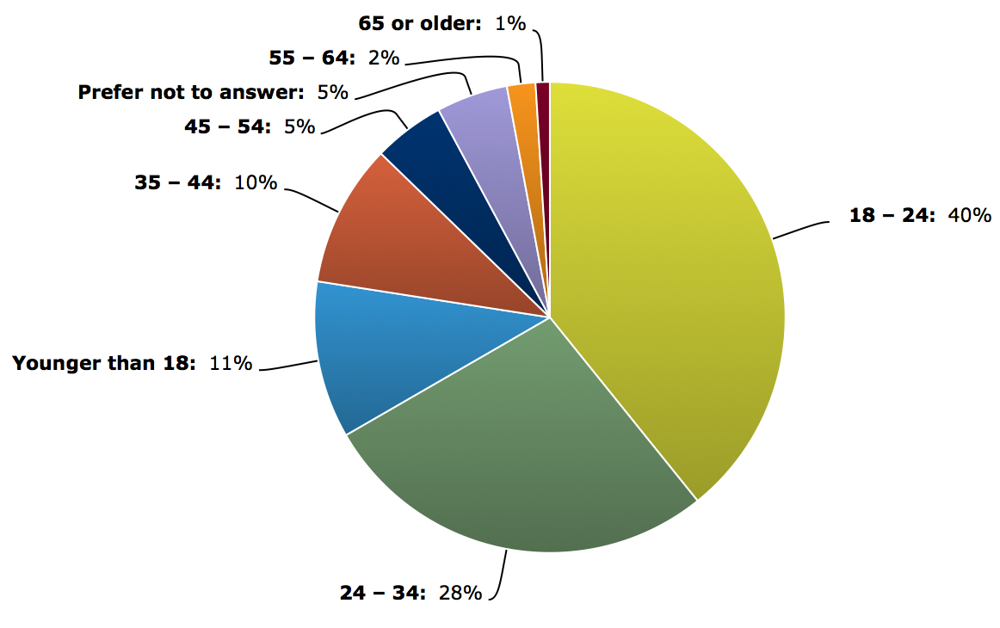 65 or older: 1%
55 – 64: 2%
Prefer not to answer: 5%
45 – 54: 5%
35 – 44: 10%
18 – 24: 40%
Younger than 18: 11%
24 – 34: 28%